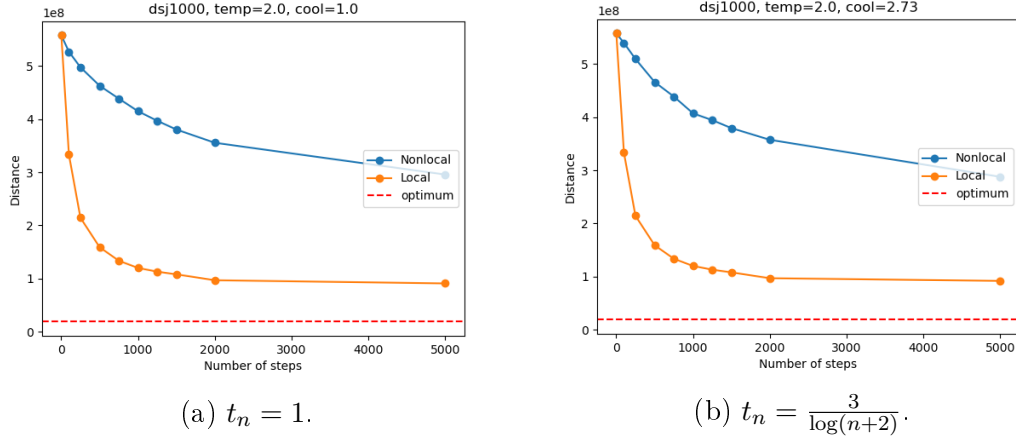 dsj1000, temp=2.0, cool=1.0
1e8
5
4
3
2
1
0
Distance
Nonlocal
Local
optimum
0
1000
2000
3000
4000
5000
Number of steps
(a) tₙ = 1.
dsj1000, temp=2.0, cool=2.73
1e8
5
4
3
2
1
0
Distance
Nonlocal
Local
optimum
0
1000
2000
3000
4000
5000
Number of steps
(b) tₙ = 3/log(n+2).